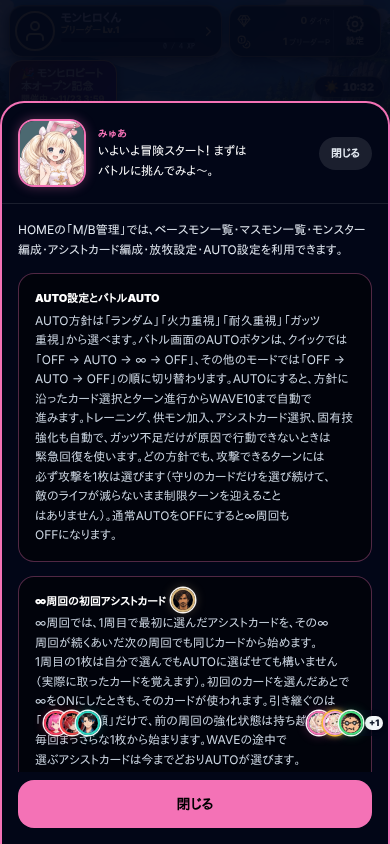 モンヒロくん
ブリーダーLv.1
モンヒロビート
本オープン記念
10:32
みゅあ
いよいよ冒険スタート！まずは
バトルに挑んでみよ〜。
閉じる
HOMEの「M/B管理」では、ベースモン一覧・マスモン一覧・モンスター
編成・アシストカード編成・放牧設定・AUTO設定を利用できます。
AUTO設定とバトルAUTO
AUTO方針は「ランダム」「火力重視」「耐久重視」「ガッツ
重視」から選べます。バトル画面のAUTOボタンは、クイックでは
「OFF → AUTO → ∞ → OFF」、その他のモードでは「OFF →
AUTO → OFF」の順に切り替わります。AUTOにすると、方針に
沿ったカード選択とターン進行からWAVE10まで自動で
進みます。トレーニング、供モン加入、アシストカード選択、固有技
強化も自動で、ガッツ不足だけが原因で行動できないときは
緊急回復を使います。どの方針でも、攻撃できるターンには
必ず攻撃を1枚は選びます（守りのカードだけを選び続けて、
敵のライフが減らないまま制限ターンを迎えること
はありません）。通常AUTOをOFFにすると∞周回も
OFFになります。
∞周回の初回アシストカード
∞周回では、1周目で最初に選んだアシストカードを、その∞
周回が続くあいだ次の周回でも同じカードから始めます。
1周目の1枚は自分で選んでもAUTOに選ばせても構いません
（実際に取ったカードを覚えます）。初回のカードを選んだあとで
∞をONにしたときも、そのカードが使われます。引き継ぐのは
「 」だけで、前の周回の強化状態は持ち越
毎回まっさらな1枚から始まります。WAVEの途中で
選ぶアシストカードは今までどおりAUTOが選びます。
+1
閉じる